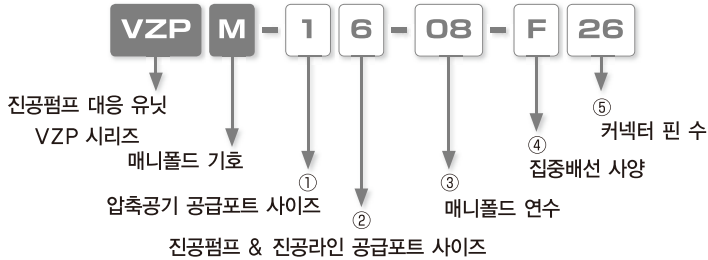 VZP M - 1 6 - 08 - F 26
진공펌프 대응 유닛
VZP 시리즈
매니폴드 기호
①
압축공기 공급포트 사이즈
②
진공펌프 & 진공라인 공급포트 사이즈
③
매니폴드 연수
④
집중배선 사양
⑤
커넥터 핀 수